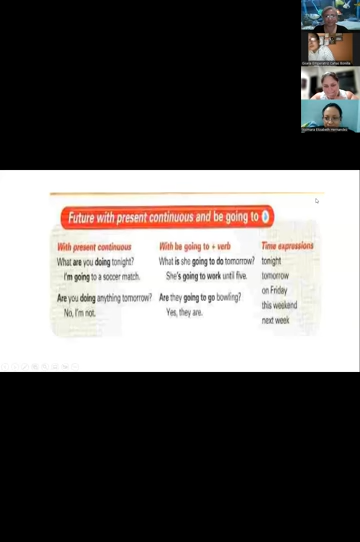 Future with present continuous and be going to
With present continuous
What are you doing tonight?
I'm going to a soccer match.
Are you doing anything tomorrow?
No, I'm not.
With be going to + verb
What is she going to do tomorrow?
She's going to work until five.
Are they going to go bowling?
Yes, they are.
Time expressions
tonight
tomorrow
on Friday
this weekend
next week